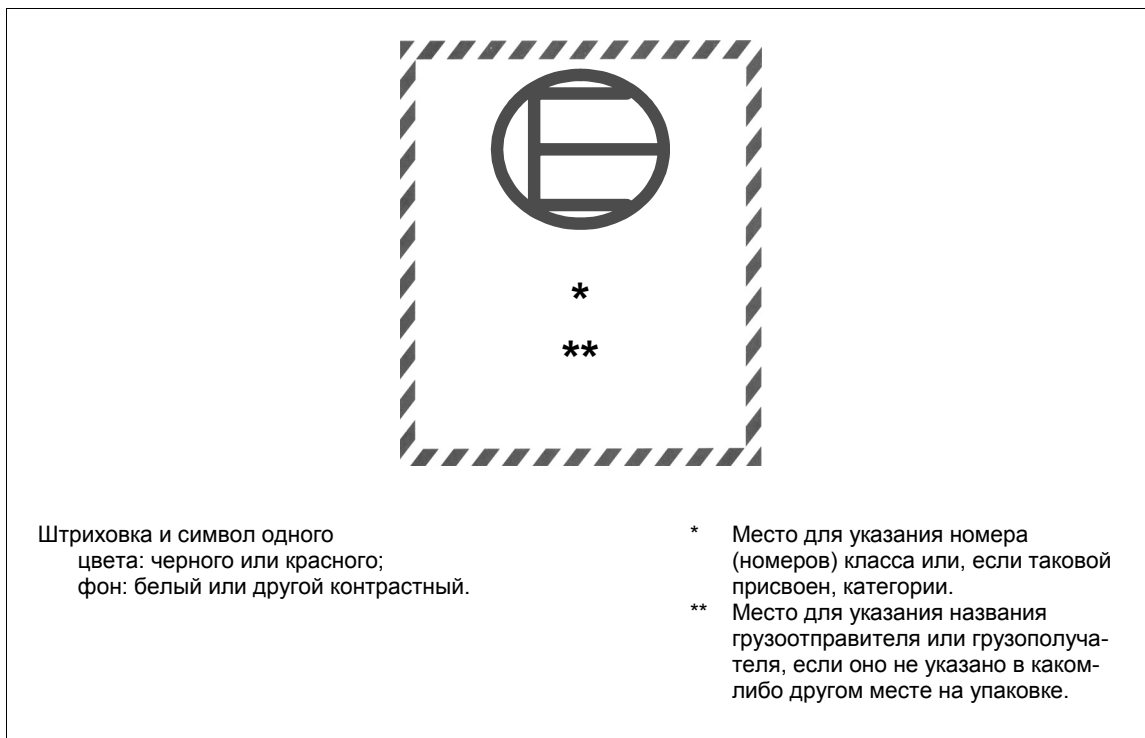 E
*
**
Штриховка и символ одного
цвета: черного или красного;
фон: белый или другой контрастный.
* Место для указания номера
(номеров) класса или, если таковой
присвоен, категории.
** Место для указания названия
грузоотправителя или грузополуча-
теля, если оно не указано в каком-
либо другом месте на упаковке.